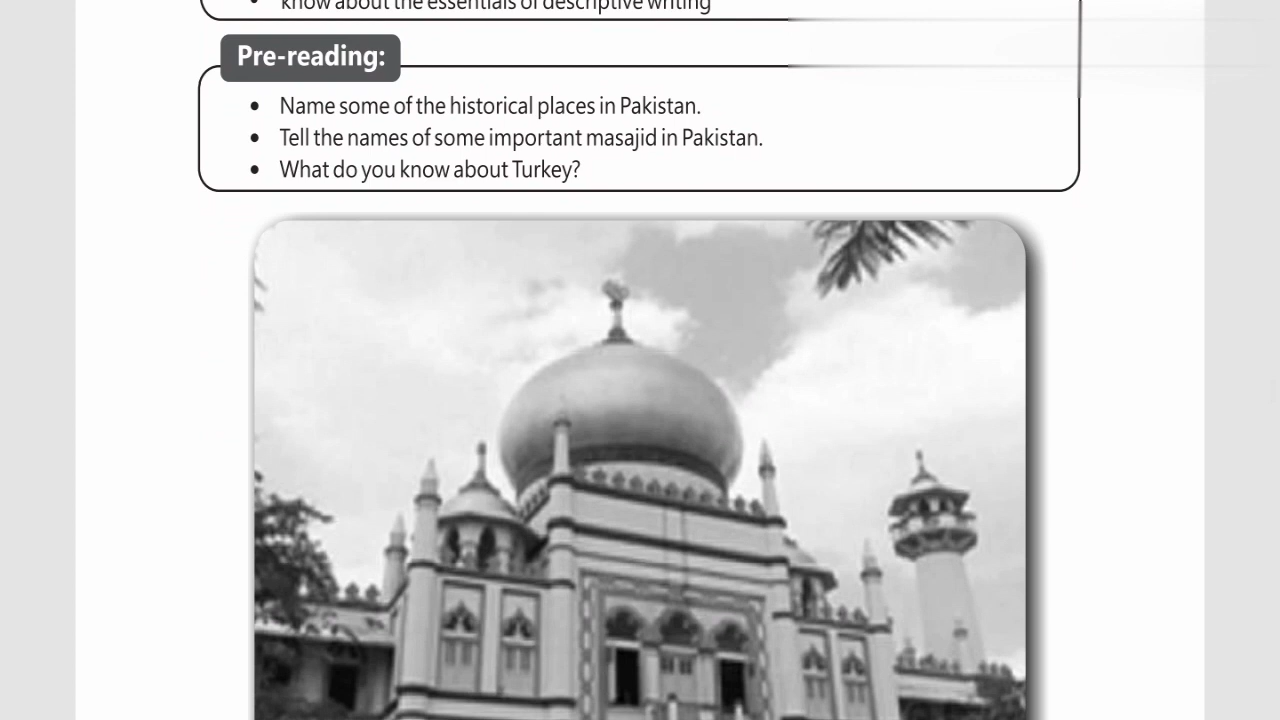 • know about the essentials of descriptive writing
Pre-reading:
• Name some of the historical places in Pakistan.
• Tell the names of some important masajid in Pakistan.
• What do you know about Turkey?